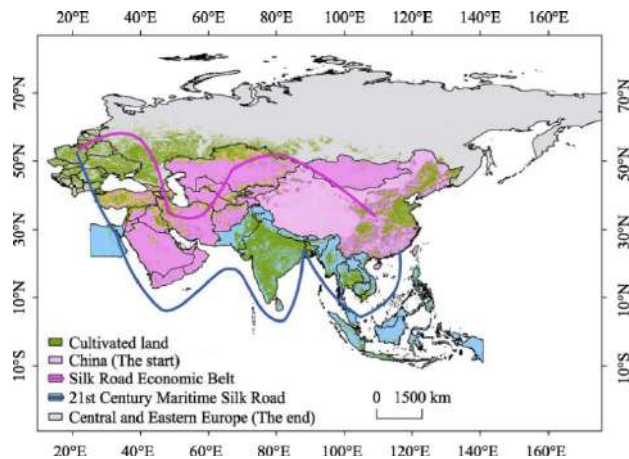 20°E 40°E 60°E 80°E 100°E 120°E 140°E 160°E
70°N 70°N
50°N 50°N
30°N 30°N
10°N 10°N
10°S 10°S
Cultivated land
China (The start)
Silk Road Economic Belt
21st Century Maritime Silk Road
Central and Eastern Europe (The end)
0 1500 km
20°E 40°E 60°E 80°E 100°E 120°E 140°E 160°E